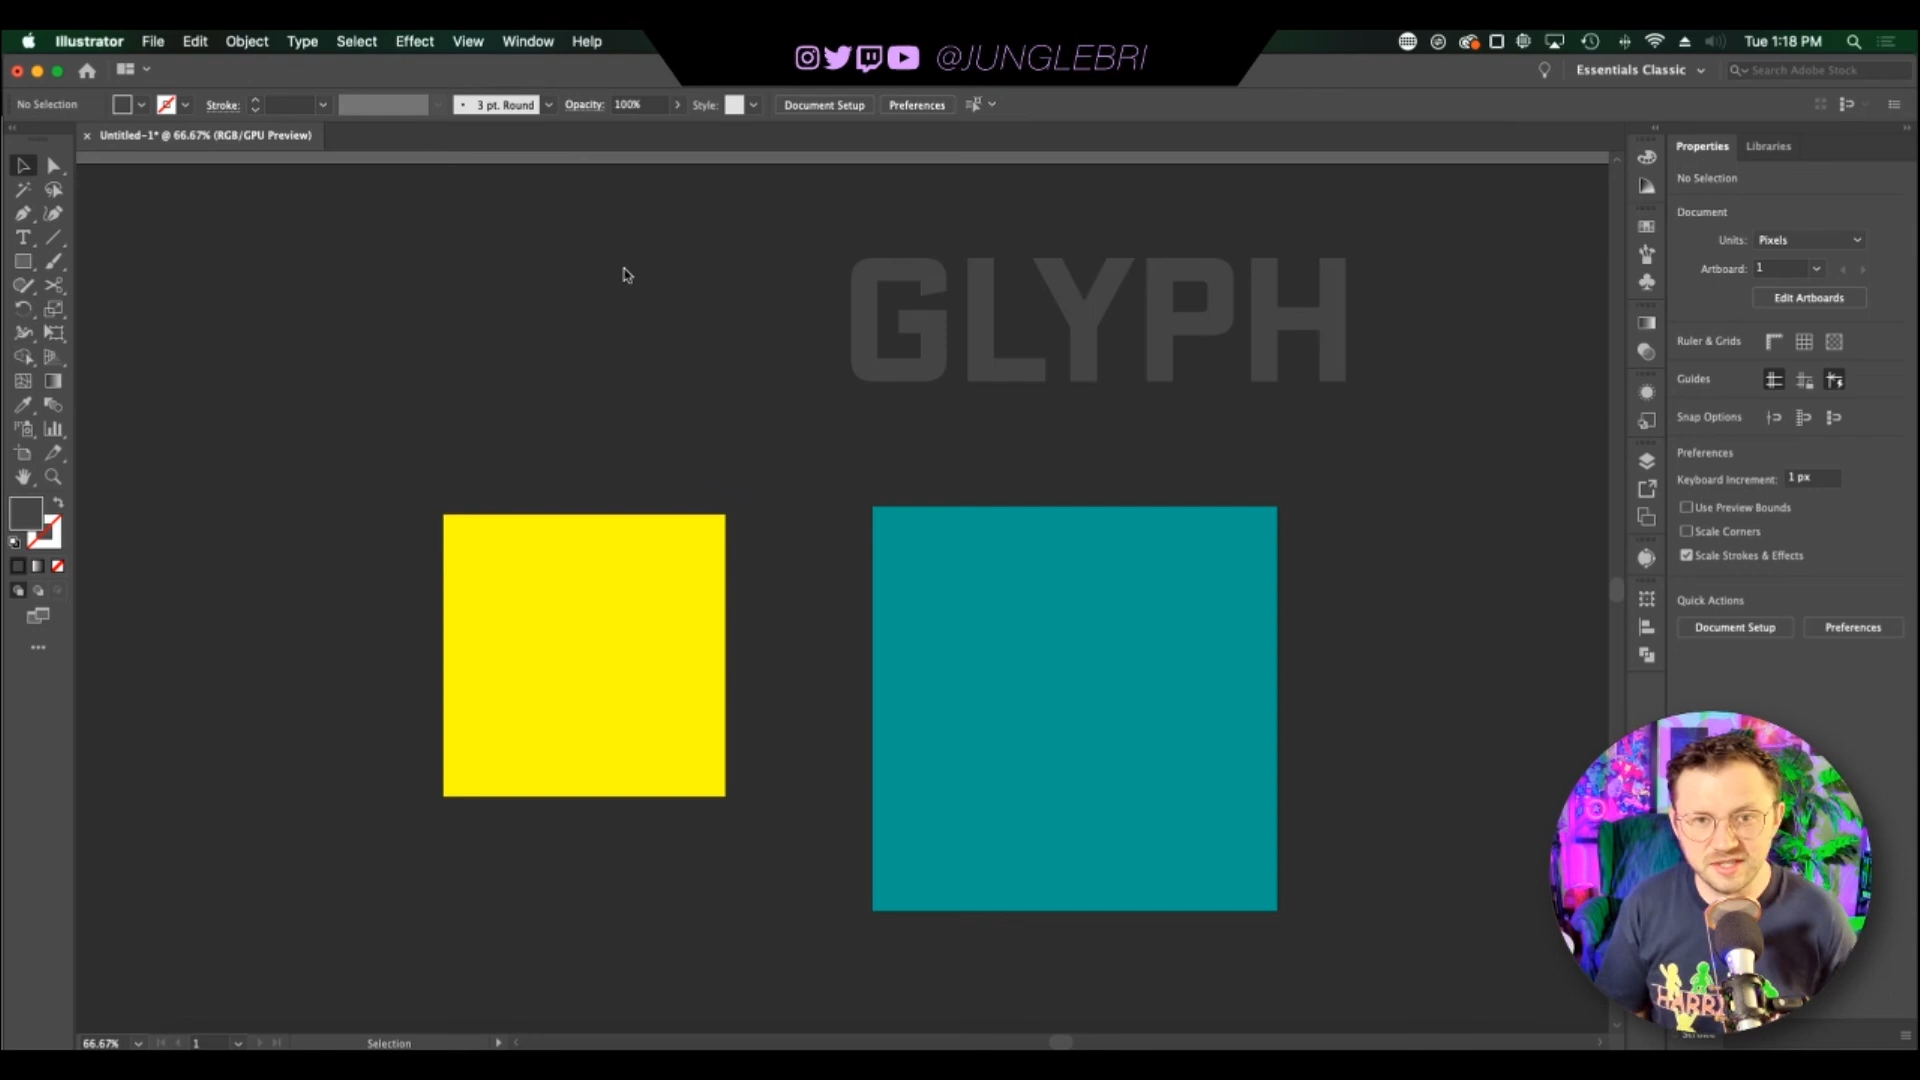 Illustrator File Edit Object Type Select Effect View Window Help
@JUNGLEBRI
Tue 1:18 PM
Essentials Classic
Search Adobe Stock
No Selection
Stroke:
3 pt. Round
Opacity: 100%
Style:
Document Setup
Preferences
Untitled-1* @ 66.67% (RGB/GPU Preview)
GLYPH
Properties Libraries
No Selection
Document
Units: Pixels
Artboard: 1
Edit Artboards
Ruler & Grids
Guides
Snap Options
Preferences
Keyboard Increment: 1 px
Use Preview Bounds
Scale Corners
Scale Strokes & Effects
Quick Actions
Document Setup Preferences
66.67% 1 Selection